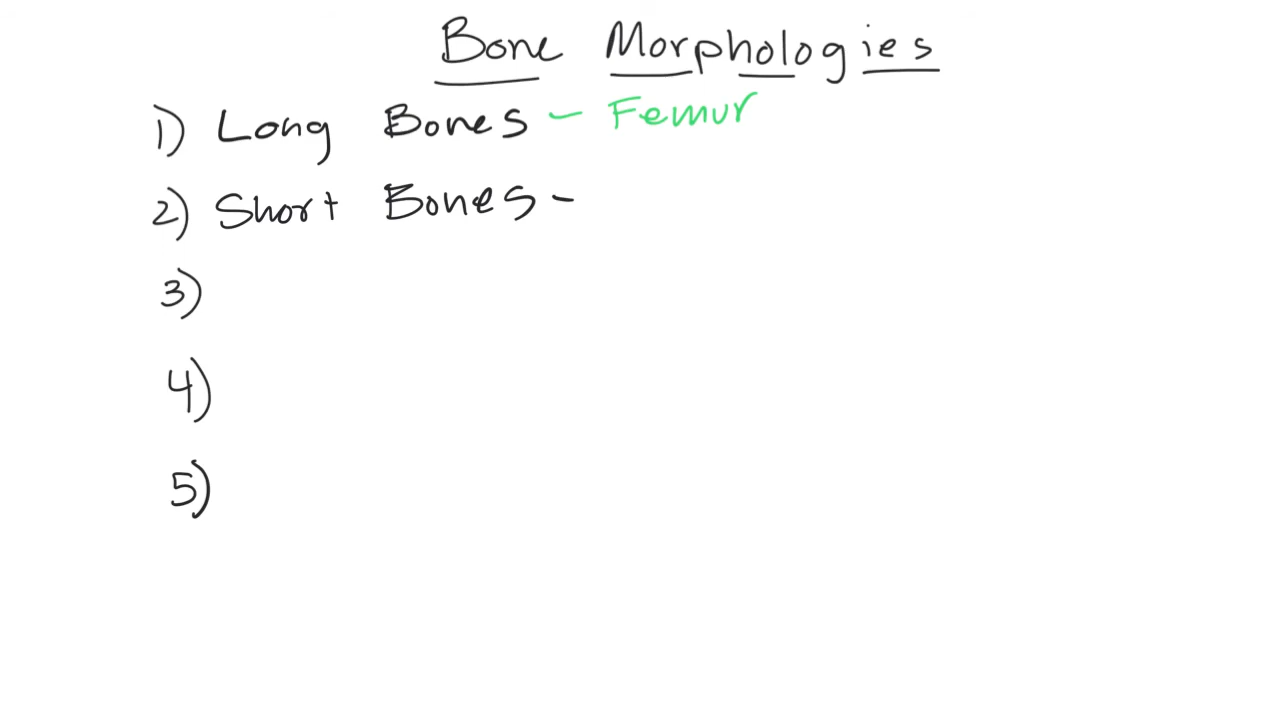 Bone Morphologies
1) Long Bones - Femur
2) Short Bones -
3)
4)
5)